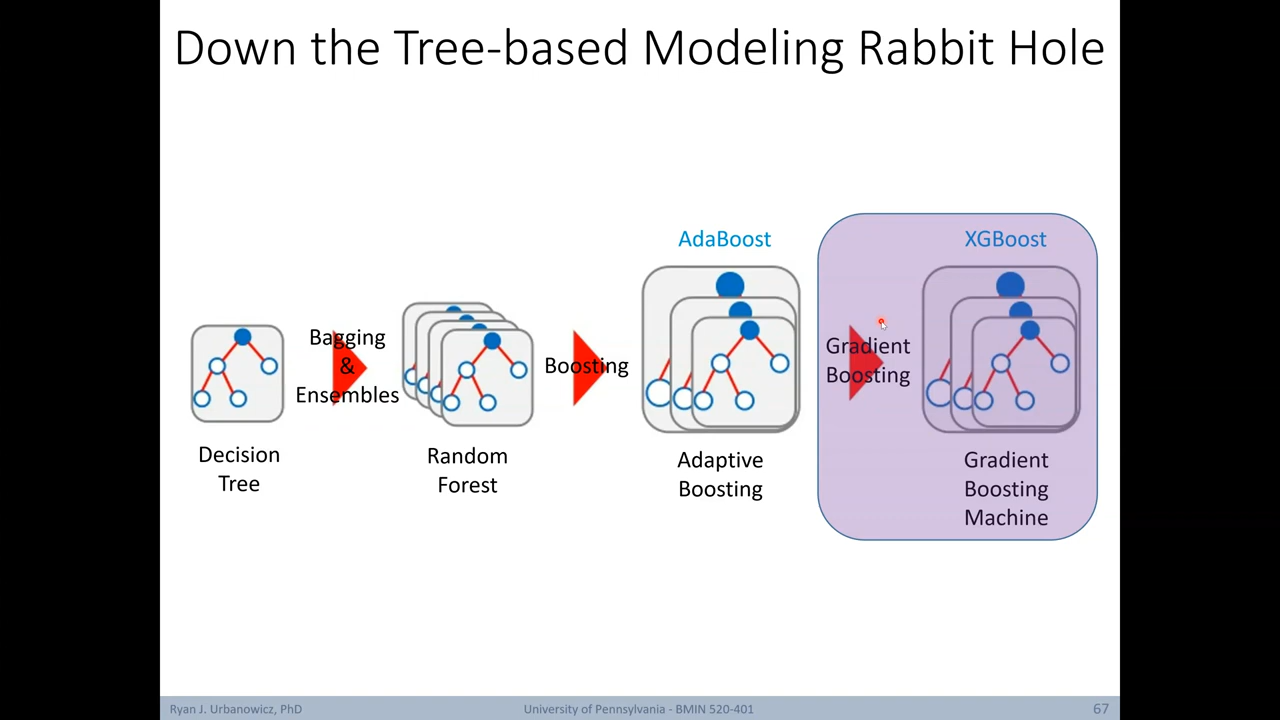 Down the Tree-based Modeling Rabbit Hole
AdaBoost
XGBoost
Bagging
&
Ensembles
Boosting
Gradient
Boosting
Decision
Tree
Random
Forest
Adaptive
Boosting
Gradient
Boosting
Machine
Ryan J. Urbanowicz, PhD
University of Pennsylvania - BMIN 520-401
67